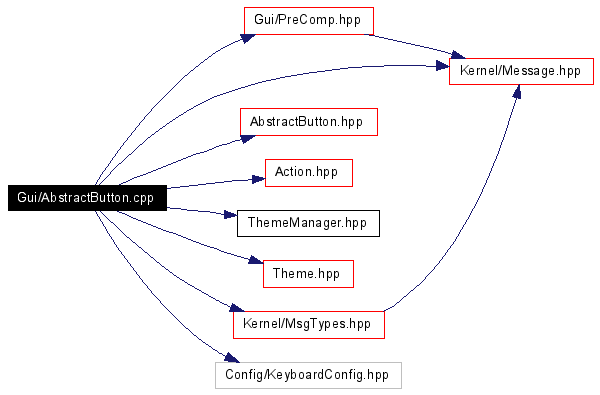 Gui/PreComp.hpp
Kernel/Message.hpp
AbstractButton.hpp
Action.hpp
Gui/AbstractButton.cpp
ThemeManager.hpp
Theme.hpp
Kernel/MsgTypes.hpp
Config/KeyboardConfig.hpp